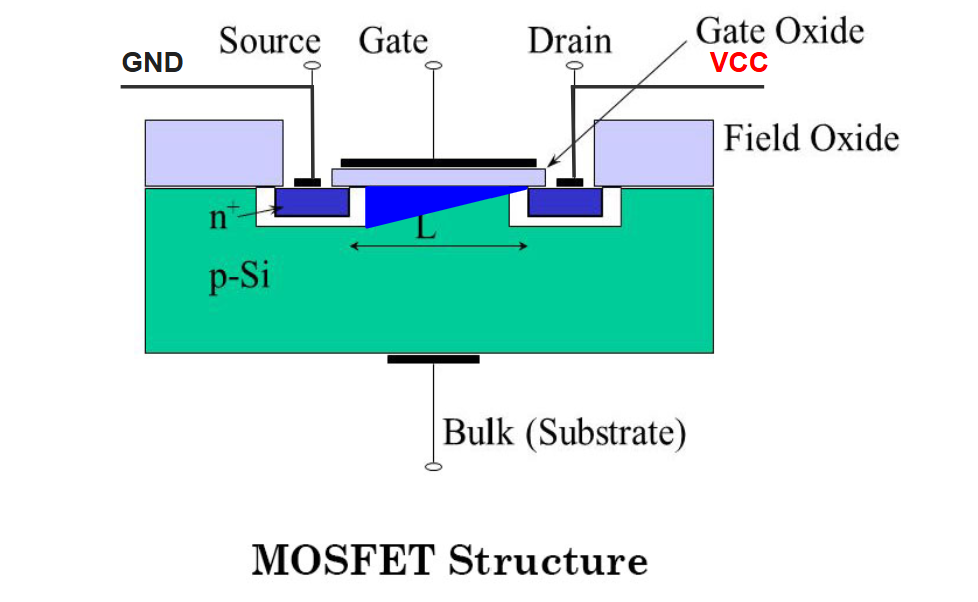 Source Gate Drain Gate Oxide
GND VCC
Field Oxide
n+
L
p-Si
Bulk (Substrate)
MOSFET Structure